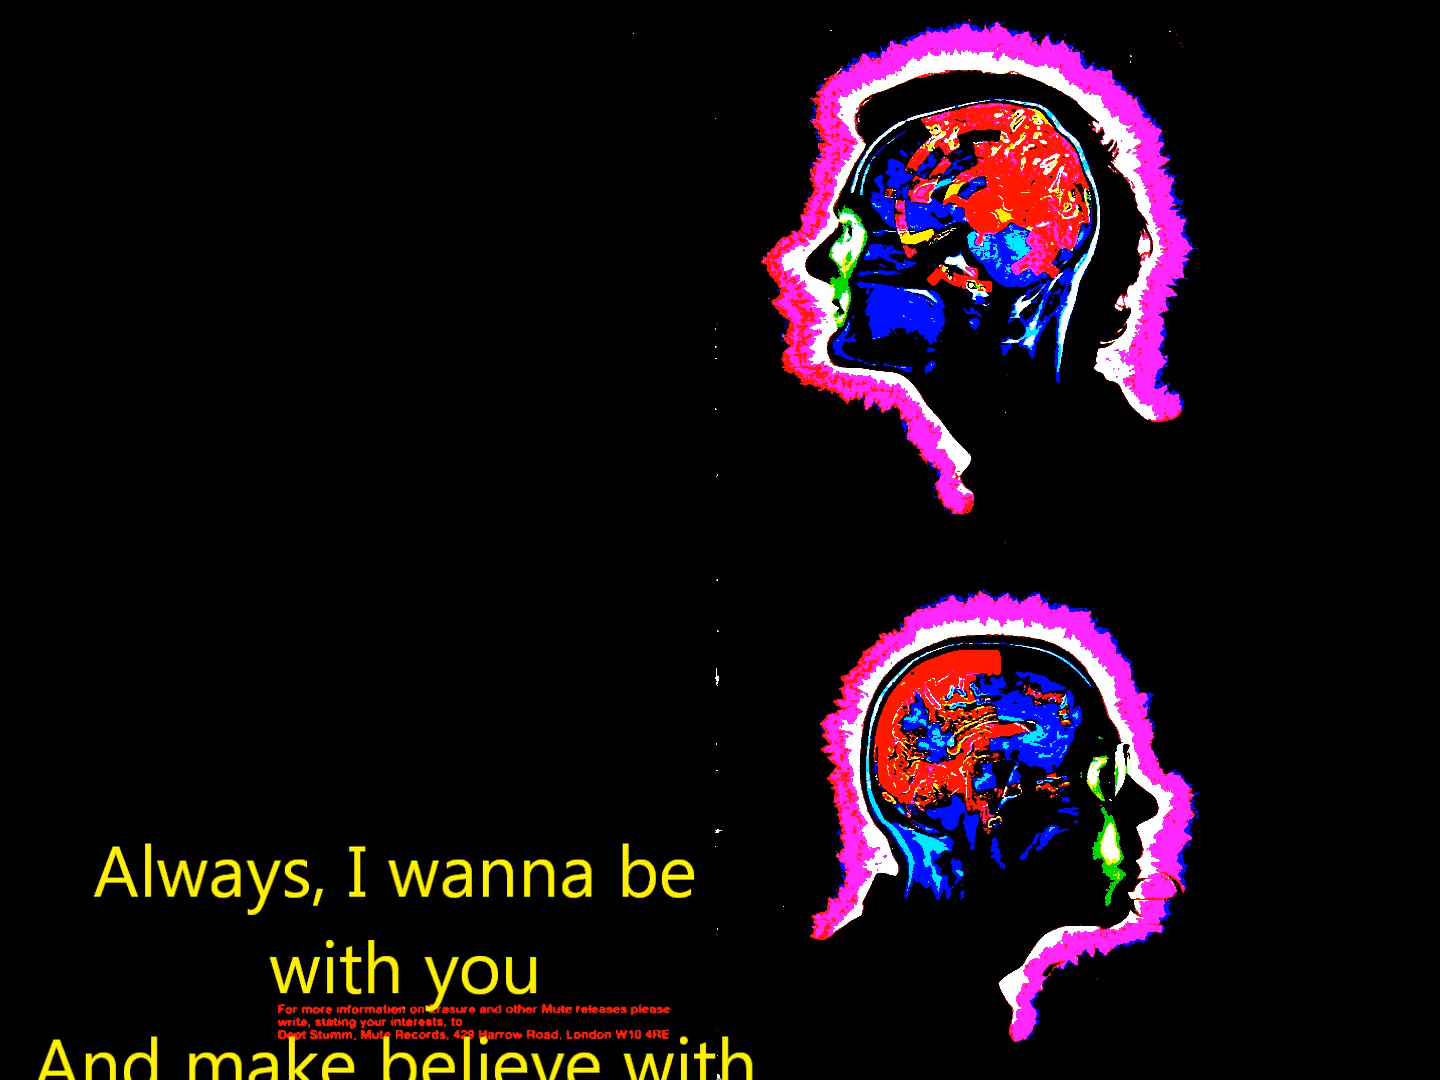 Always, I wanna be
with you
For more information on Erasure and other Mute releases please
write, stating your interests, to
Dept Stumm, Mute Records, 429 Harrow Road, London W10 4RE
And make believe with